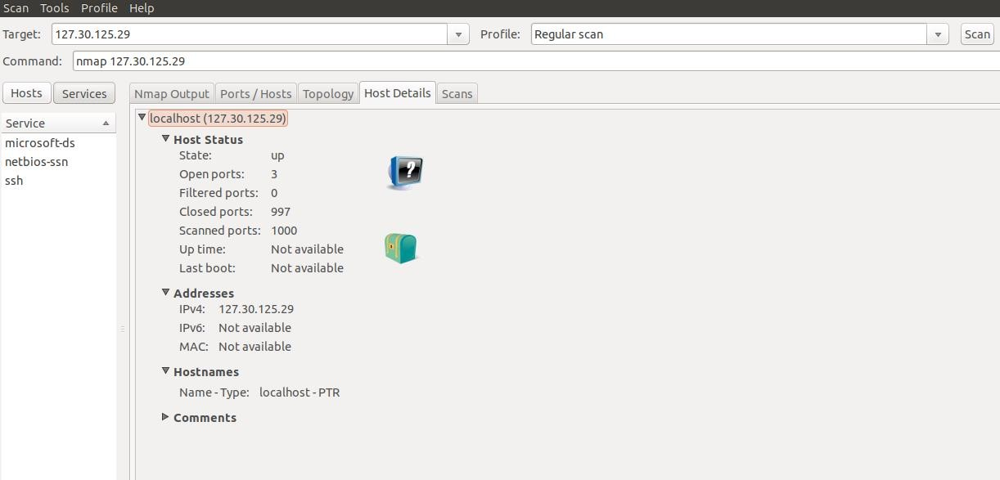 Scan Tools Profile Help
Target: 127.30.125.29 Profile: Regular scan Scan
Command: nmap 127.30.125.29
Hosts Services
Service
microsoft-ds
netbios-ssn
ssh
Nmap Output Ports / Hosts Topology Host Details Scans
localhost (127.30.125.29)
Host Status
State: up
Open ports: 3
Filtered ports: 0
Closed ports: 997
Scanned ports: 1000
Up time: Not available
Last boot: Not available
?
Addresses
IPv4: 127.30.125.29
IPv6: Not available
MAC: Not available
Hostnames
Name - Type: localhost - PTR
Comments